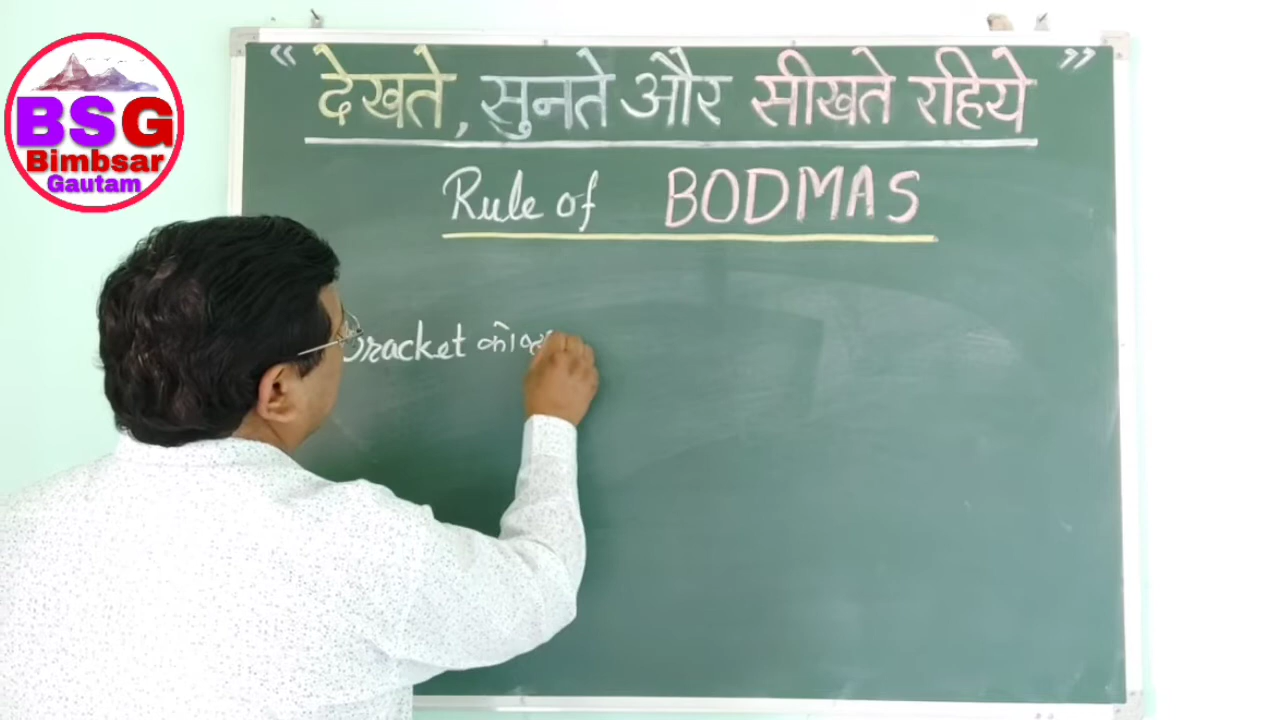 BSG
Bimbsar
Gautam
“ देखते, सुनते और सीखते रहिये ”
Rule of BODMAS
Bracket को